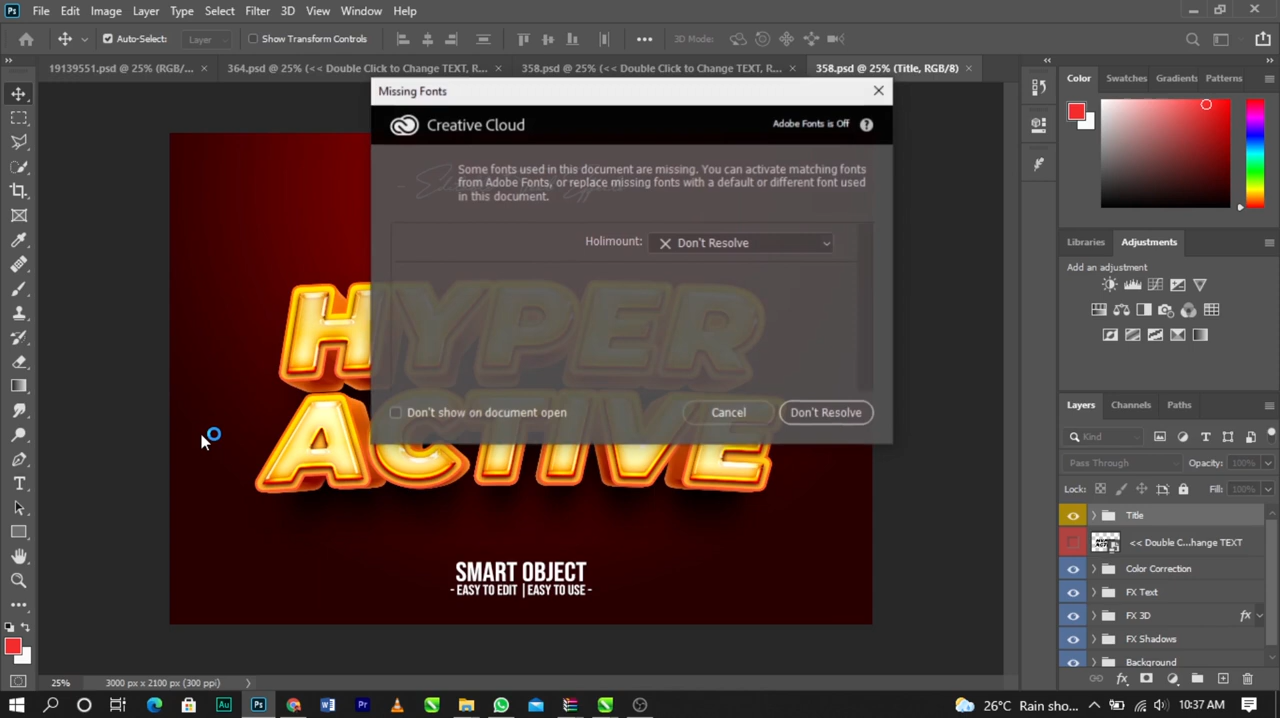 Ps File Edit Image Layer Type Select Filter 3D View Window Help
Auto-Select: Layer Show Transform Controls 3D Mode:
19139551.psd @ 25% (RGB/... × 364.psd @ 25% (<< Double Click to Change TEXT, R... × 358.psd @ 25% (<< Double Click to Change TEXT, R... × 358.psd @ 25% (Title, RGB/8) ×
Missing Fonts
Creative Cloud
Adobe Fonts is Off
Some fonts used in this document are missing. You can activate matching fonts
from Adobe Fonts, or replace missing fonts with a default or different font used
in this document.
Holimount: Don't Resolve
HYPER
ACTIVE
Don't show on document open Cancel Don't Resolve
SMART OBJECT
- EASY TO EDIT | EASY TO USE -
Color Swatches Gradients Patterns
Libraries Adjustments
Add an adjustment
Layers Channels Paths
Kind
Pass Through Opacity: 100%
Lock: Fill: 100%
Title
<< Double C...hange TEXT
Color Correction
FX Text
FX 3D fx
FX Shadows
Background
25% 3000 px x 2100 px (300 ppi)
Au Ps Pr
26°C Rain sho... 10:37 AM